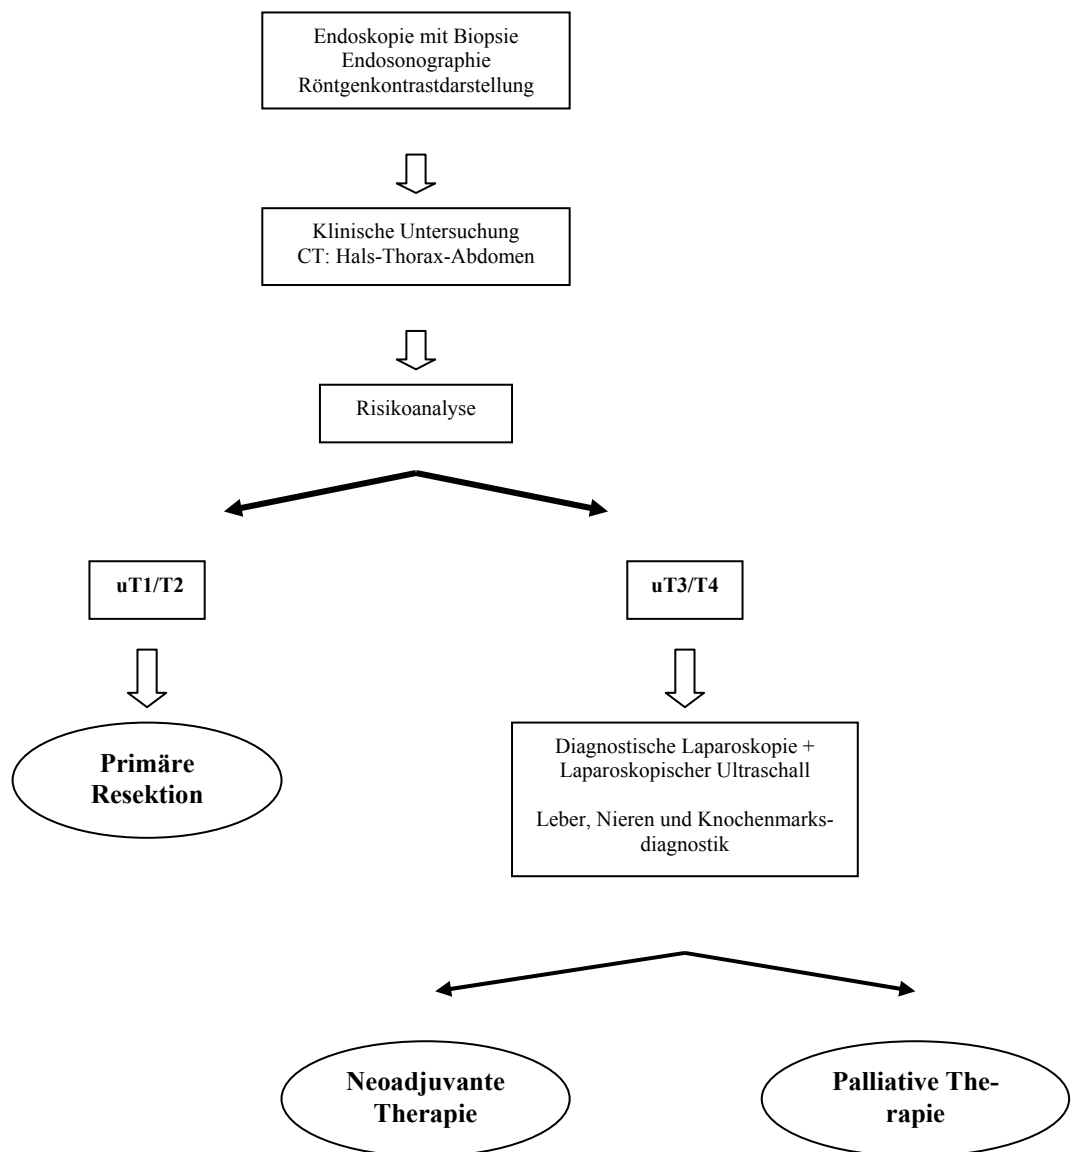 Endoskopie mit Biopsie
Endosonographie
Röntgenkontrastdarstellung
Klinische Untersuchung
CT: Hals-Thorax-Abdomen
Risikoanalyse
uT1/T2
uT3/T4
Primäre
Resektion
Diagnostische Laparoskopie +
Laparoskopischer Ultraschall
Leber, Nieren und Knochenmarks-
diagnostik
Neoadjuvante
Therapie
Palliative The-
rapie